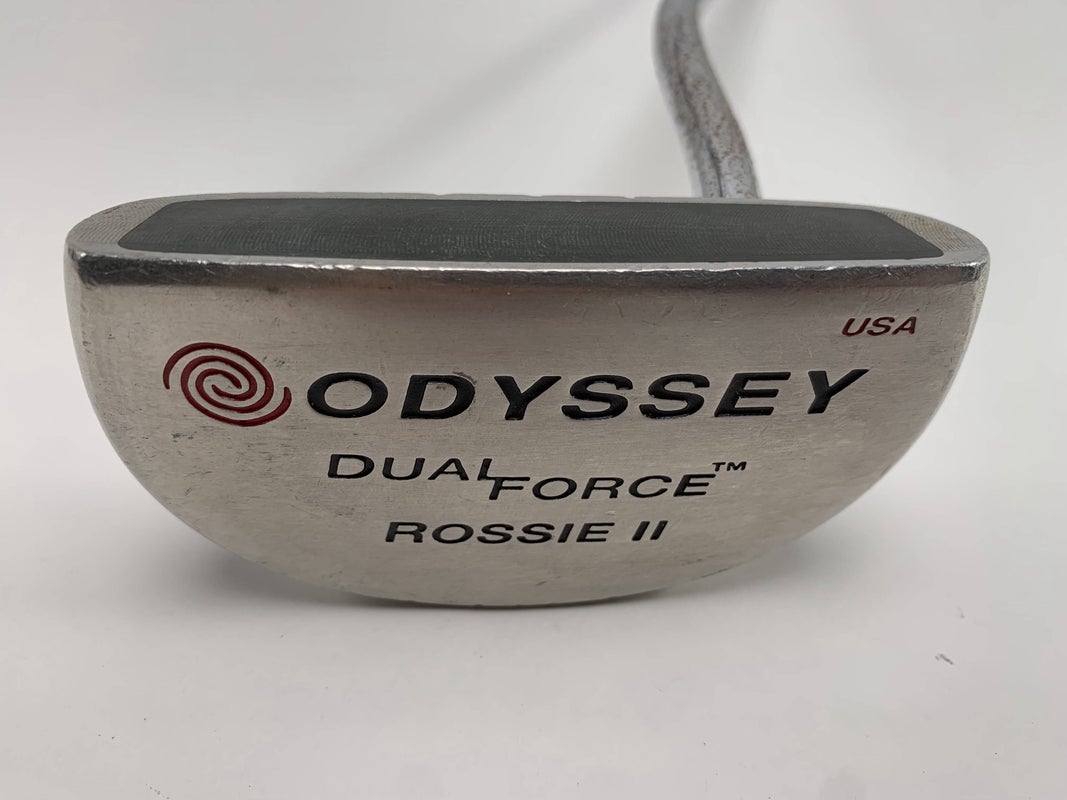 USA
ODYSSEY
DUAL FORCE™
ROSSIE II